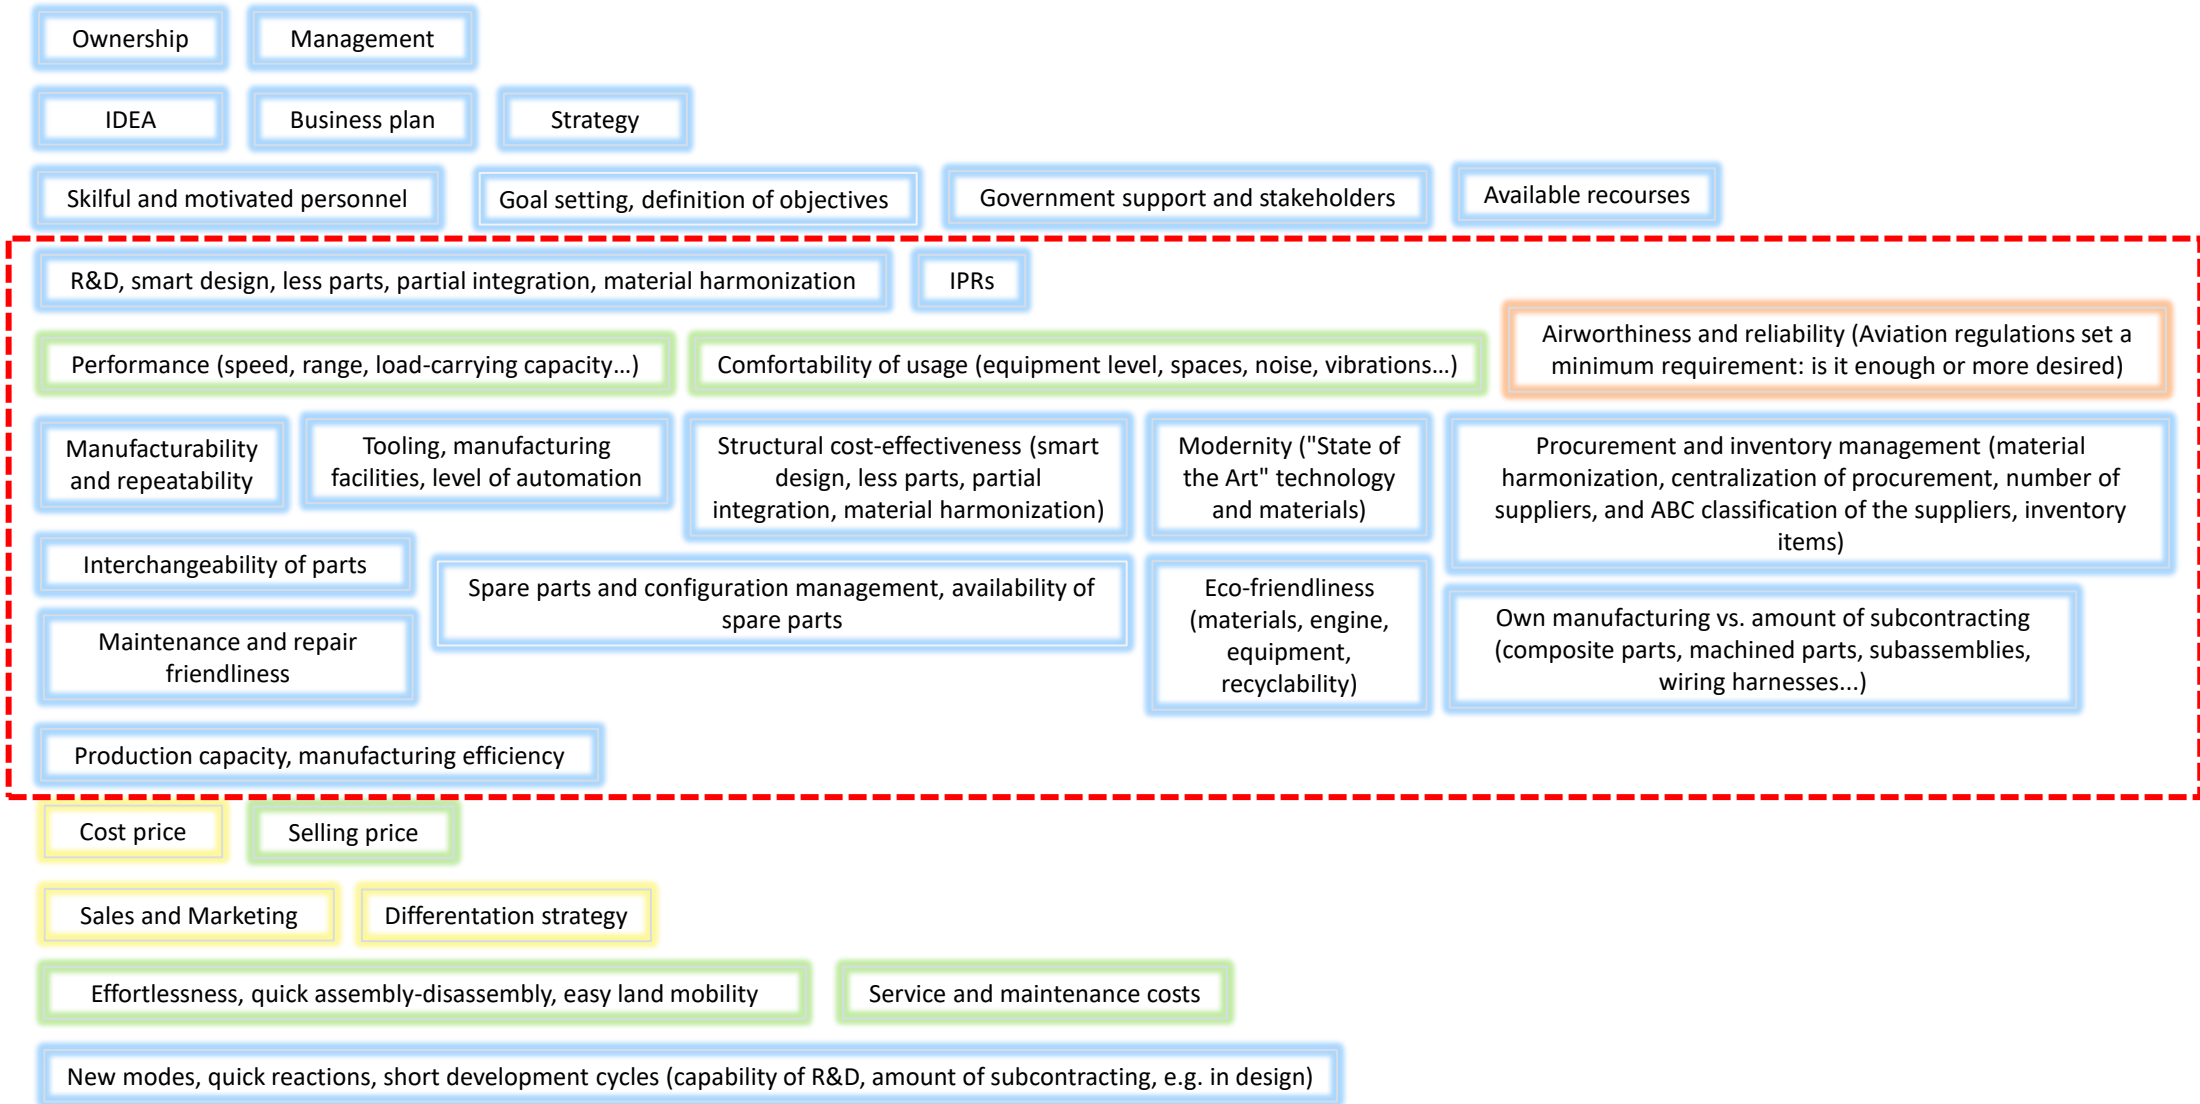 Ownership
Management
IDEA
Business plan
Strategy
Skilful and motivated personnel
Goal setting, definition of objectives
Government support and stakeholders
Available recourses
R&D, smart design, less parts, partial integration, material harmonization
IPRs
Performance (speed, range, load-carrying capacity…)
Comfortability of usage (equipment level, spaces, noise, vibrations…)
Airworthiness and reliability (Aviation regulations set a
minimum requirement: is it enough or more desired)
Manufacturability
and repeatability
Tooling, manufacturing
facilities, level of automation
Structural cost-effectiveness (smart
design, less parts, partial
integration, material harmonization)
Modernity ("State of
the Art" technology
and materials)
Procurement and inventory management (material
harmonization, centralization of procurement, number of
suppliers, and ABC classification of the suppliers, inventory
items)
Interchangeability of parts
Spare parts and configuration management, availability of
spare parts
Eco-friendliness
(materials, engine,
equipment,
recyclability)
Own manufacturing vs. amount of subcontracting
(composite parts, machined parts, subassemblies,
wiring harnesses...)
Maintenance and repair
friendliness
Production capacity, manufacturing efficiency
Cost price
Selling price
Sales and Marketing
Differentation strategy
Effortlessness, quick assembly-disassembly, easy land mobility
Service and maintenance costs
New modes, quick reactions, short development cycles (capability of R&D, amount of subcontracting, e.g. in design)